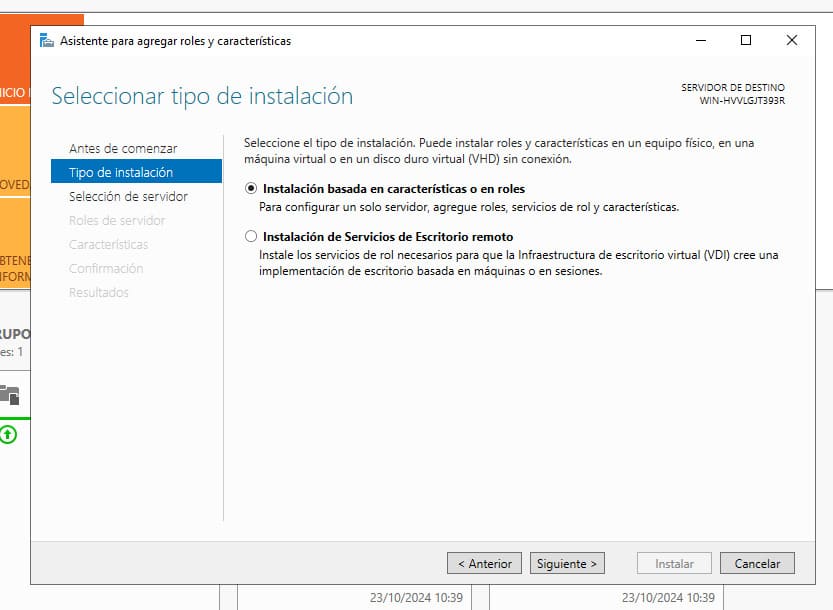 Asistente para agregar roles y características
Seleccionar tipo de instalación
SERVIDOR DE DESTINO
WIN-HVVLGJT393R
Antes de comenzar
Tipo de instalación
Selección de servidor
Roles de servidor
Características
Confirmación
Resultados
Seleccione el tipo de instalación. Puede instalar roles y características en un equipo físico, en una
máquina virtual o en un disco duro virtual (VHD) sin conexión.
Instalación basada en características o en roles
Para configurar un solo servidor, agregue roles, servicios de rol y características.
Instalación de Servicios de Escritorio remoto
Instale los servicios de rol necesarios para que la Infraestructura de escritorio virtual (VDI) cree una
implementación de escritorio basada en máquinas o en sesiones.
ICIO
OVED
BTENE
NFORM
RUPO
es: 1
< Anterior
Siguiente >
Instalar
Cancelar
23/10/2024 10:39
23/10/2024 10:39